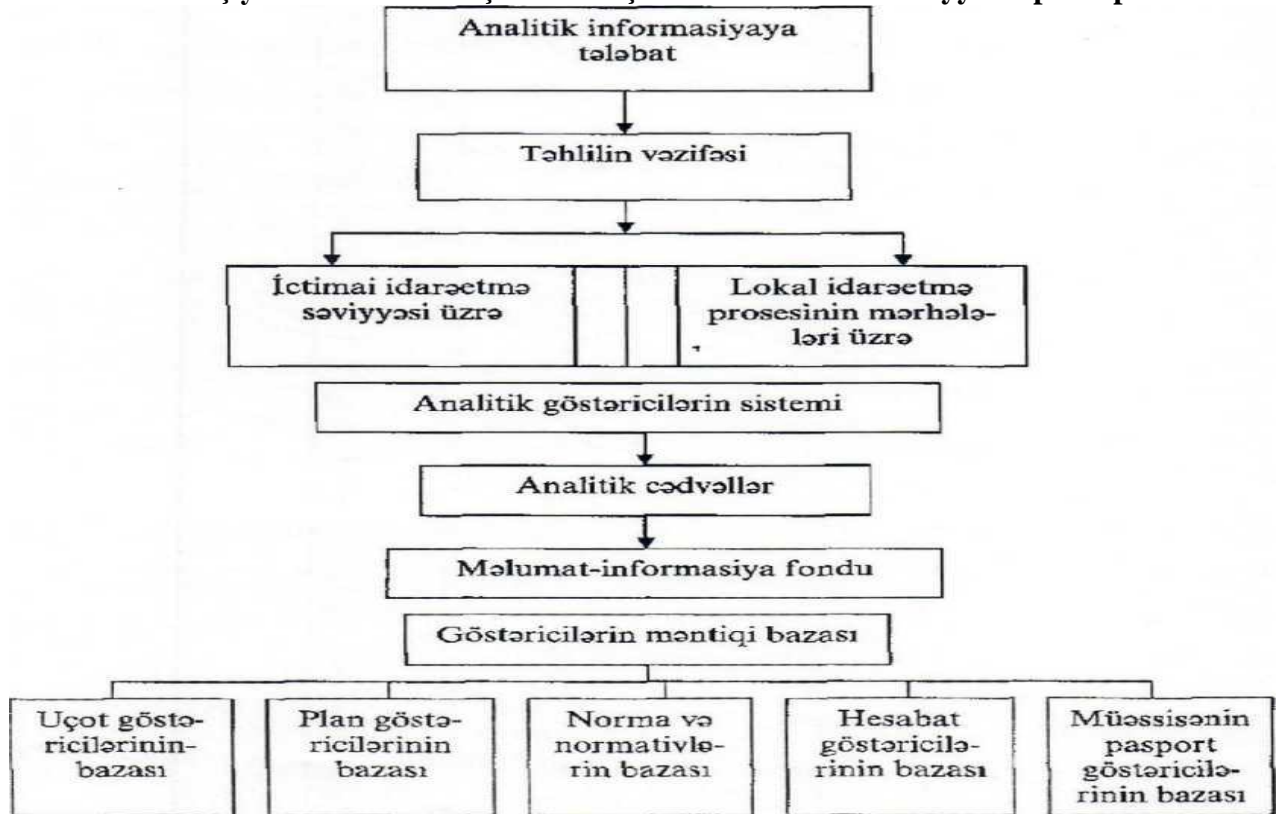 Analitik informasiyaya
tələbat
Təhlilin vəzifəsi
İctimai idarəetmə
səviyyəsi üzrə
Lokal idarəetmə
prosesinin mərhələ-
ləri üzrə
Analitik göstəricilərin sistemi
Analitik cədvəllər
Məlumat-informasiya fondu
Göstəricilərin məntiqi bazası
Uçot göstə-
ricilərinin-
bazası
Plan göstə-
ricilərinin
bazası
Norma və
normativlə-
rin bazası
Hesabat
göstəricilə-
rinin bazası
Müəssisənin
pasport
göstəricilə-
rinin bazası